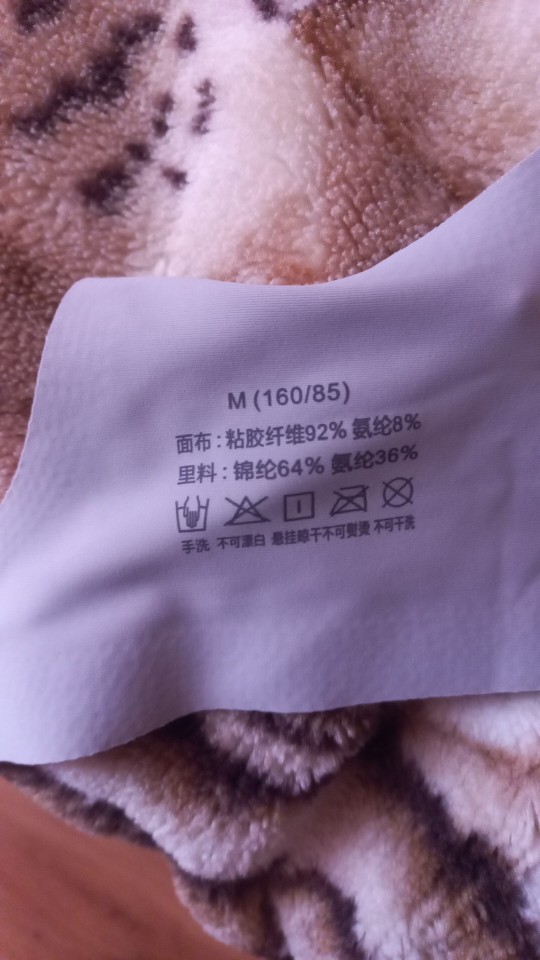 M (160/85)
面布 : 粘胶纤维92% 氨纶8%
里料 : 锦纶64% 氨纶36%
手洗 不可漂白 悬挂晾干不可熨烫 不可干洗